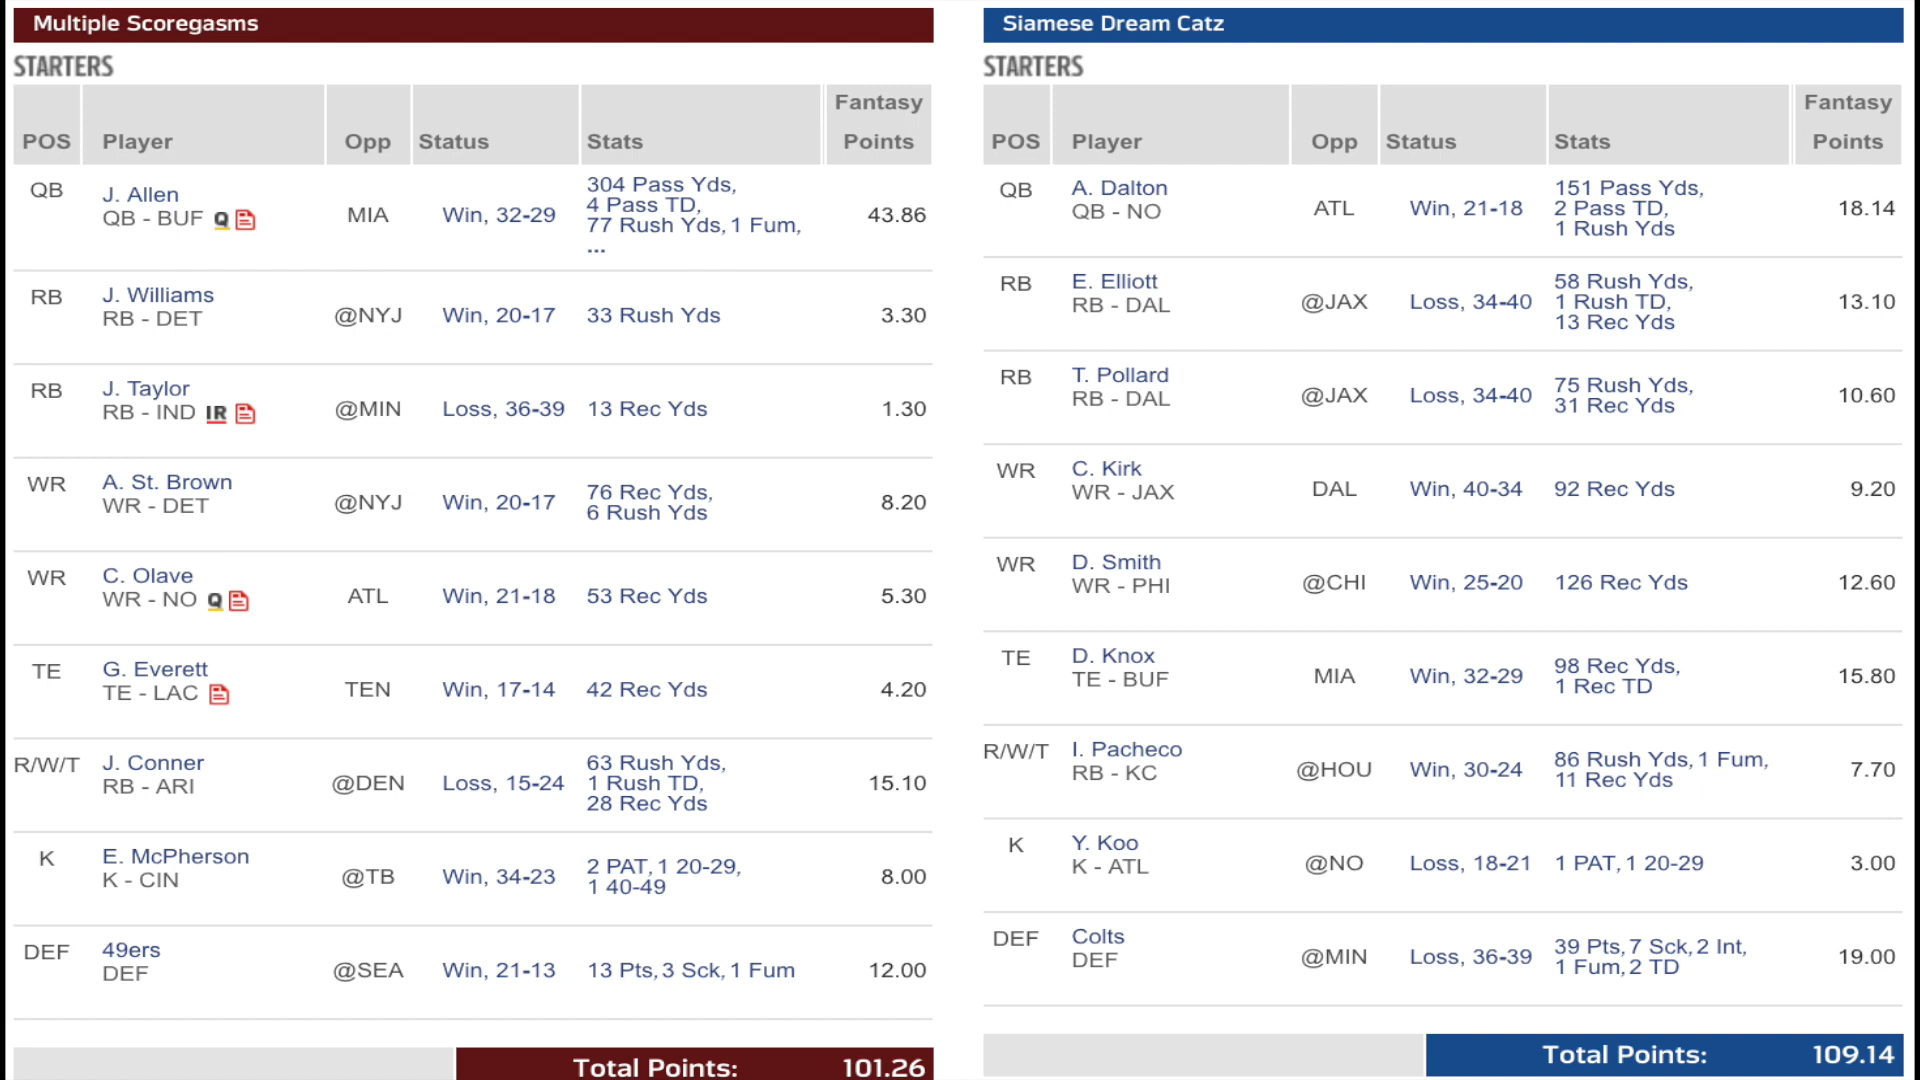 Multiple Scoregasms
STARTERS
POS Player Opp Status Stats Fantasy Points
QB J. Allen MIA Win, 32-29 304 Pass Yds, 43.86
QB - BUF Q 4 Pass TD,
77 Rush Yds, 1 Fum,
...
RB J. Williams @NYJ Win, 20-17 33 Rush Yds 3.30
RB - DET
RB J. Taylor @MIN Loss, 36-39 13 Rec Yds 1.30
RB - IND IR
WR A. St. Brown @NYJ Win, 20-17 76 Rec Yds, 8.20
WR - DET 6 Rush Yds
WR C. Olave ATL Win, 21-18 53 Rec Yds 5.30
WR - NO Q
TE G. Everett TEN Win, 17-14 42 Rec Yds 4.20
TE - LAC
R/W/T J. Conner @DEN Loss, 15-24 63 Rush Yds, 15.10
RB - ARI 1 Rush TD,
28 Rec Yds
K E. McPherson @TB Win, 34-23 2 PAT, 1 20-29, 8.00
K - CIN 1 40-49
DEF 49ers @SEA Win, 21-13 13 Pts, 3 Sck, 1 Fum 12.00
DEF
Total Points: 101.26
Siamese Dream Catz
STARTERS
POS Player Opp Status Stats Fantasy Points
QB A. Dalton ATL Win, 21-18 151 Pass Yds, 18.14
QB - NO 2 Pass TD,
1 Rush Yds
RB E. Elliott @JAX Loss, 34-40 58 Rush Yds, 13.10
RB - DAL 1 Rush TD,
13 Rec Yds
RB T. Pollard @JAX Loss, 34-40 75 Rush Yds, 10.60
RB - DAL 31 Rec Yds
WR C. Kirk DAL Win, 40-34 92 Rec Yds 9.20
WR - JAX
WR D. Smith @CHI Win, 25-20 126 Rec Yds 12.60
WR - PHI
TE D. Knox MIA Win, 32-29 98 Rec Yds, 15.80
TE - BUF 1 Rec TD
R/W/T I. Pacheco @HOU Win, 30-24 86 Rush Yds, 1 Fum, 7.70
RB - KC 11 Rec Yds
K Y. Koo @NO Loss, 18-21 1 PAT, 1 20-29 3.00
K - ATL
DEF Colts @MIN Loss, 36-39 39 Pts, 7 Sck, 2 Int, 19.00
DEF 1 Fum, 2 TD
Total Points: 109.14